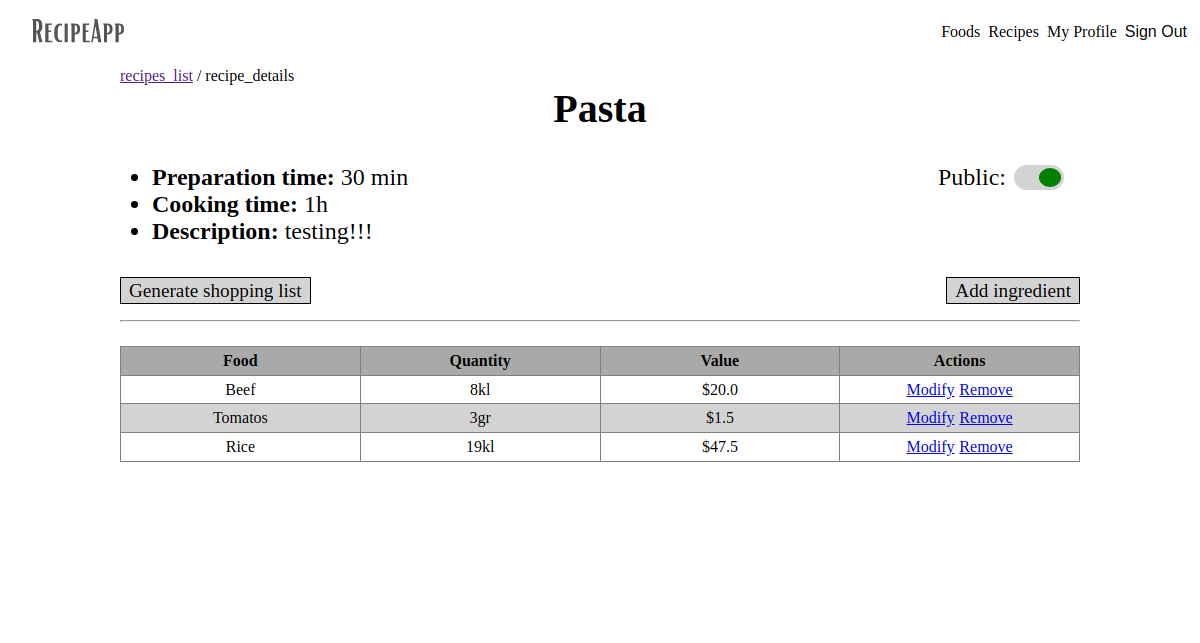 RecipeApp Foods Recipes My Profile Sign Out
recipes_list / recipe_details
Pasta
Preparation time: 30 min Public:
Cooking time: 1h
Description: testing!!!
Generate shopping list Add ingredient
Food Quantity Value Actions
Beef 8kl $20.0 Modify Remove
Tomatos 3gr $1.5 Modify Remove
Rice 19kl $47.5 Modify Remove